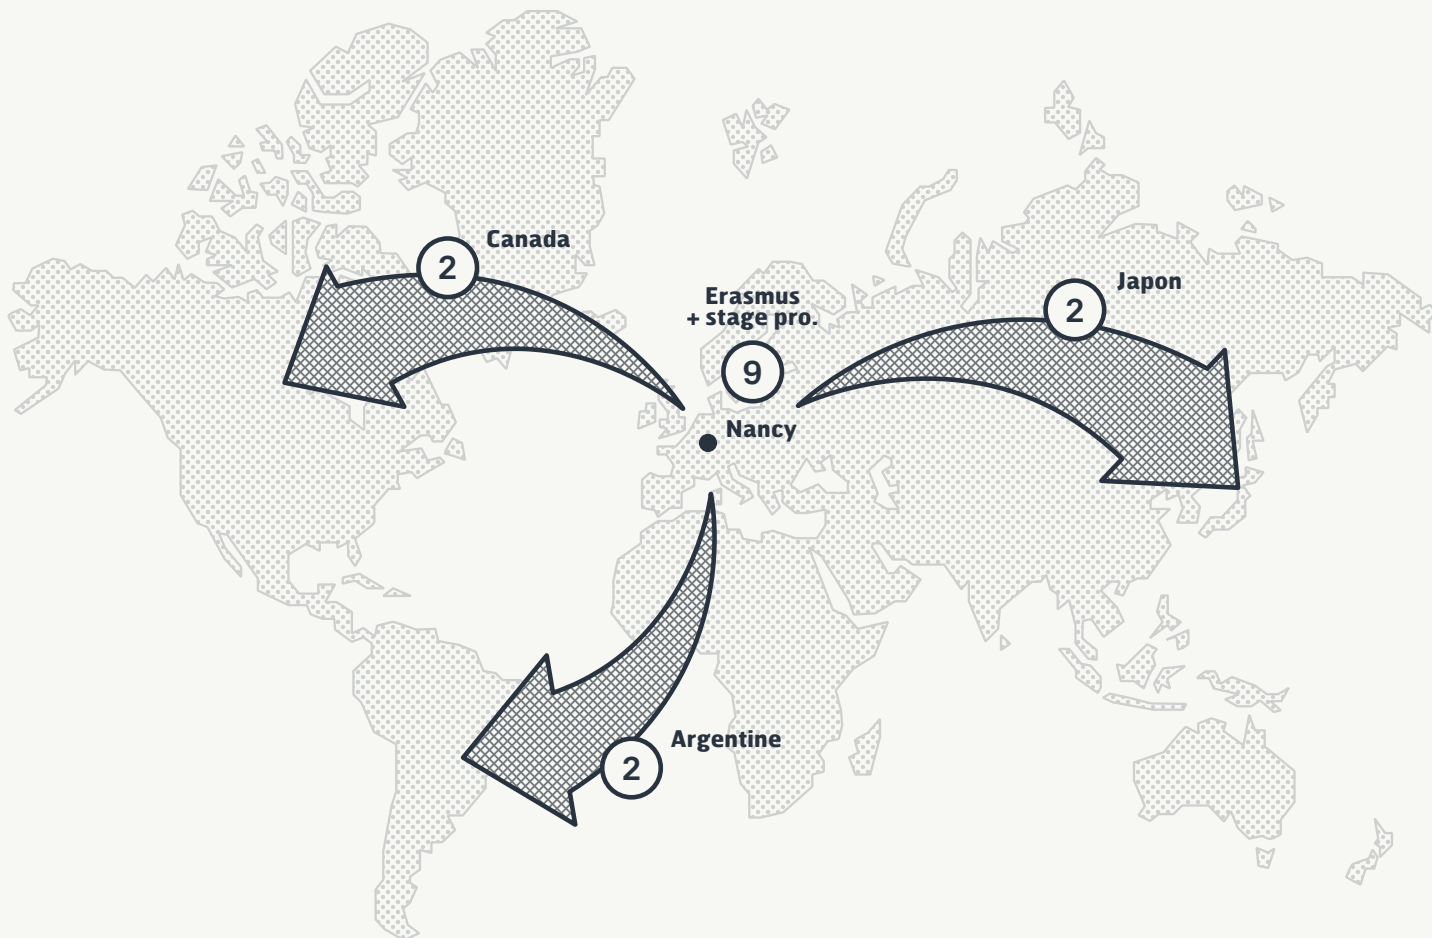 Canada
2
Japon
2
Erasmus
+ stage pro.
9
Nancy
Argentine
2